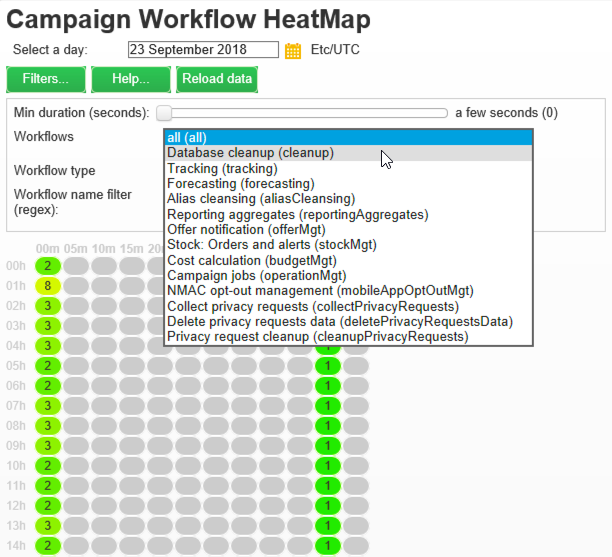 Campaign Workflow HeatMap
Select a day: 23 September 2018 Etc/UTC
Filters... Help... Reload data
Min duration (seconds): a few seconds (0)
Workflows
all (all)
Database cleanup (cleanup)
Tracking (tracking)
Workflow type
Forecasting (forecasting)
Workflow name filter
Alias cleansing (aliasCleansing)
(regex):
Reporting aggregates (reportingAggregates)
Offer notification (offerMgt)
Stock: Orders and alerts (stockMgt)
Cost calculation (budgetMgt)
Campaign jobs (operationMgt)
NMAC opt-out management (mobileAppOptOutMgt)
Collect privacy requests (collectPrivacyRequests)
Delete privacy requests data (deletePrivacyRequestsData)
Privacy request cleanup (cleanupPrivacyRequests)
00m 05m 10m 15m
00h 2
01h 8
02h 3
03h 3
04h 3 1
05h 2 1
06h 2 1
07h 3 1
08h 3 1
09h 3 1
10h 2 1
11h 2 1
12h 2 1
13h 3 1
14h 2 1